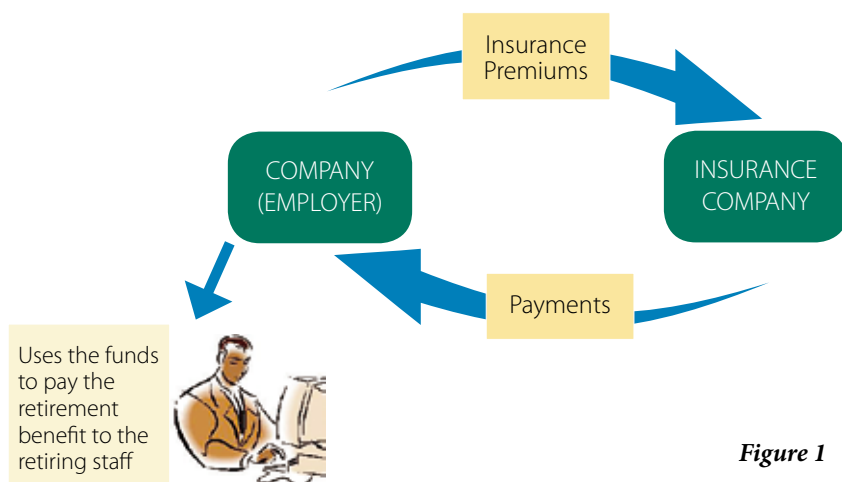 Insurance
Premiums
COMPANY
(EMPLOYER)
INSURANCE
COMPANY
Payments
Uses the funds
to pay the
retirement
benefit to the
retiring staff
Figure 1